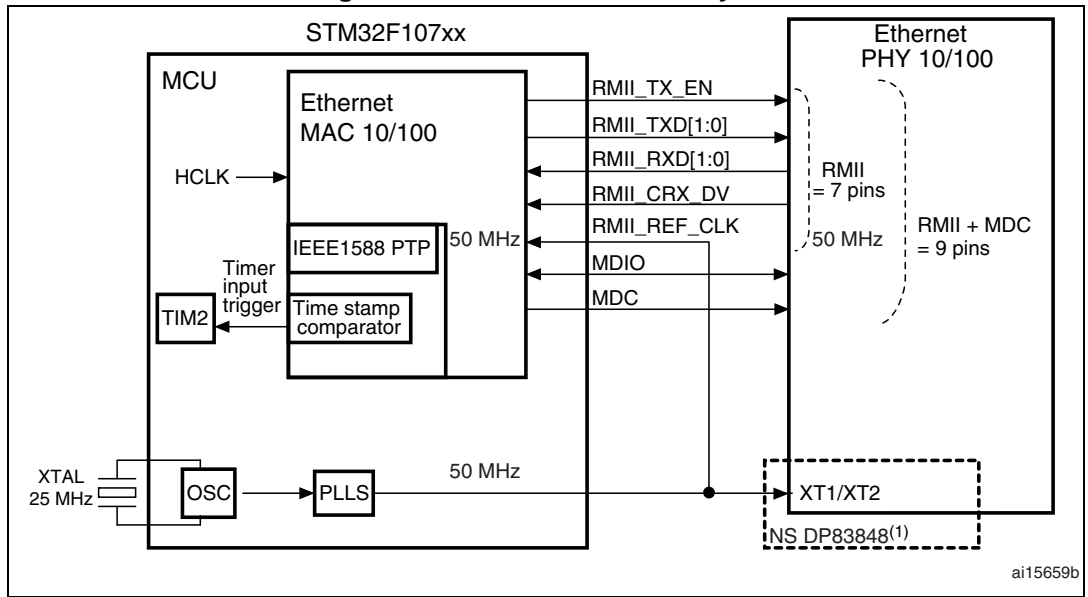 STM32F107xx
MCU
Ethernet
MAC 10/100
HCLK
IEEE1588 PTP
50 MHz
Timer
input
trigger
TIM2
Time stamp
comparator
XTAL
25 MHz
OSC
PLLS
50 MHz
RMII_TX_EN
RMII_TXD[1:0]
RMII_RXD[1:0]
RMII_CRX_DV
RMII_REF_CLK
MDIO
MDC
Ethernet
PHY 10/100
RMII
= 7 pins
50 MHz
RMII + MDC
= 9 pins
XT1/XT2
NS DP83848(1)
ai15659b